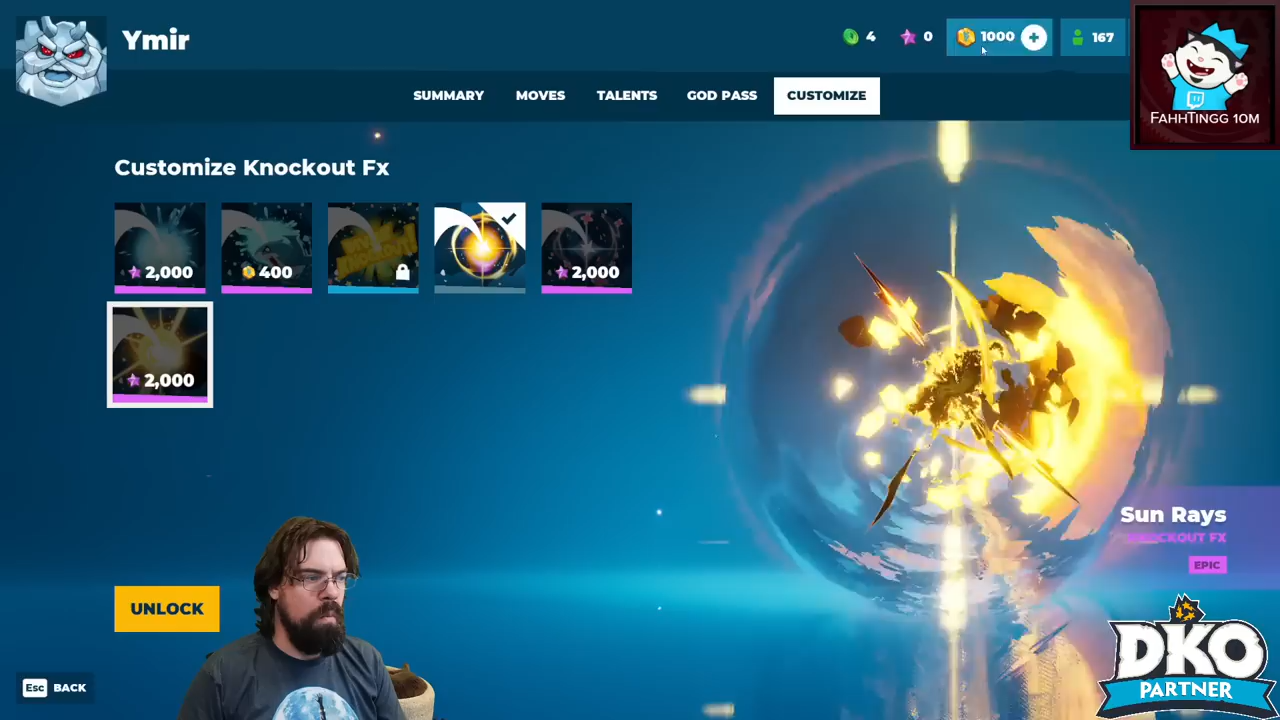 Ymir
4
0
1000
167
SUMMARY
MOVES
TALENTS
GOD PASS
CUSTOMIZE
FAHHTINGG 10M
Customize Knockout Fx
2,000
400
2,000
2,000
Sun Rays
KNOCKOUT FX
EPIC
UNLOCK
Esc BACK
DKO
PARTNER